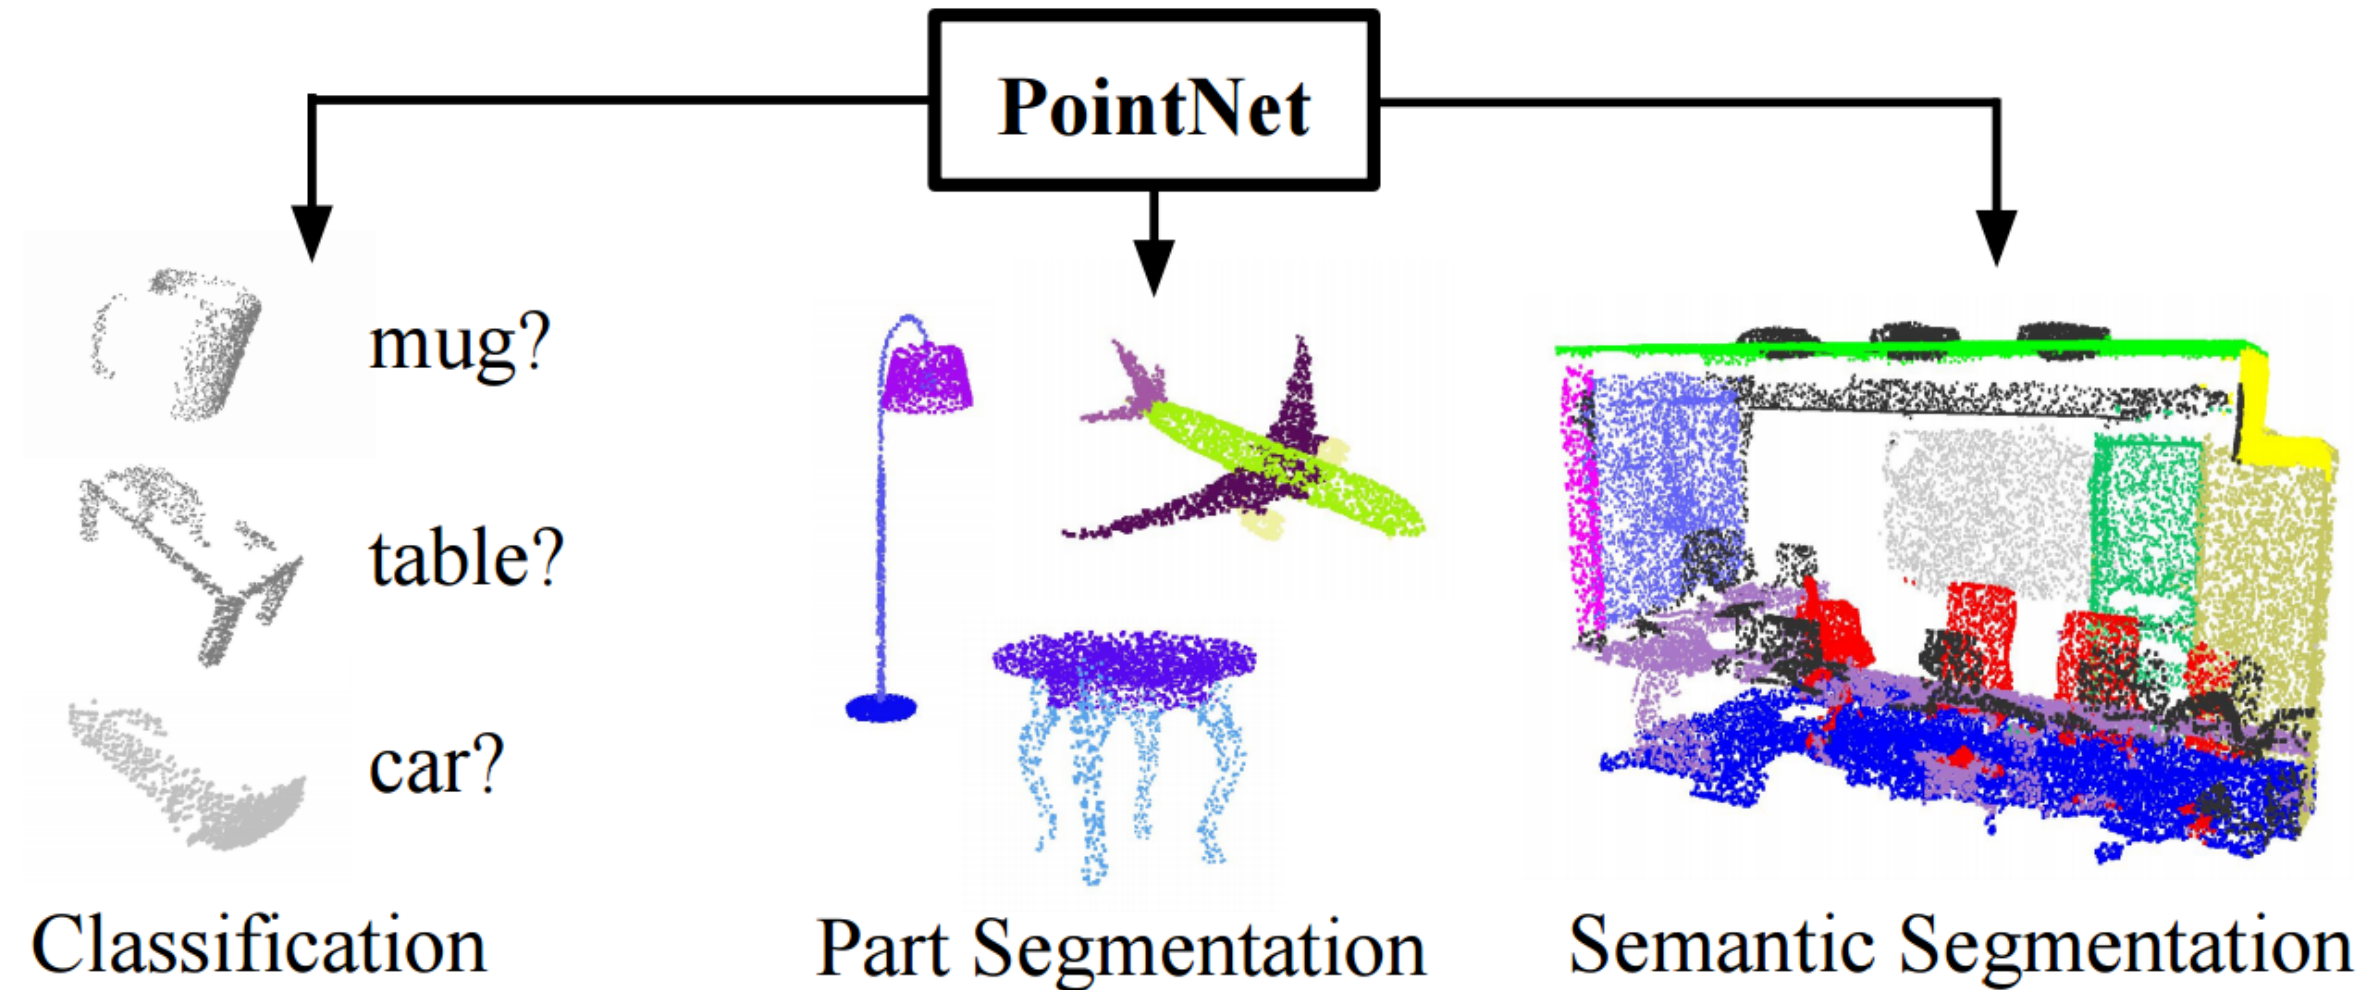 PointNet
mug?
table?
car?
Classification
Part Segmentation
Semantic Segmentation